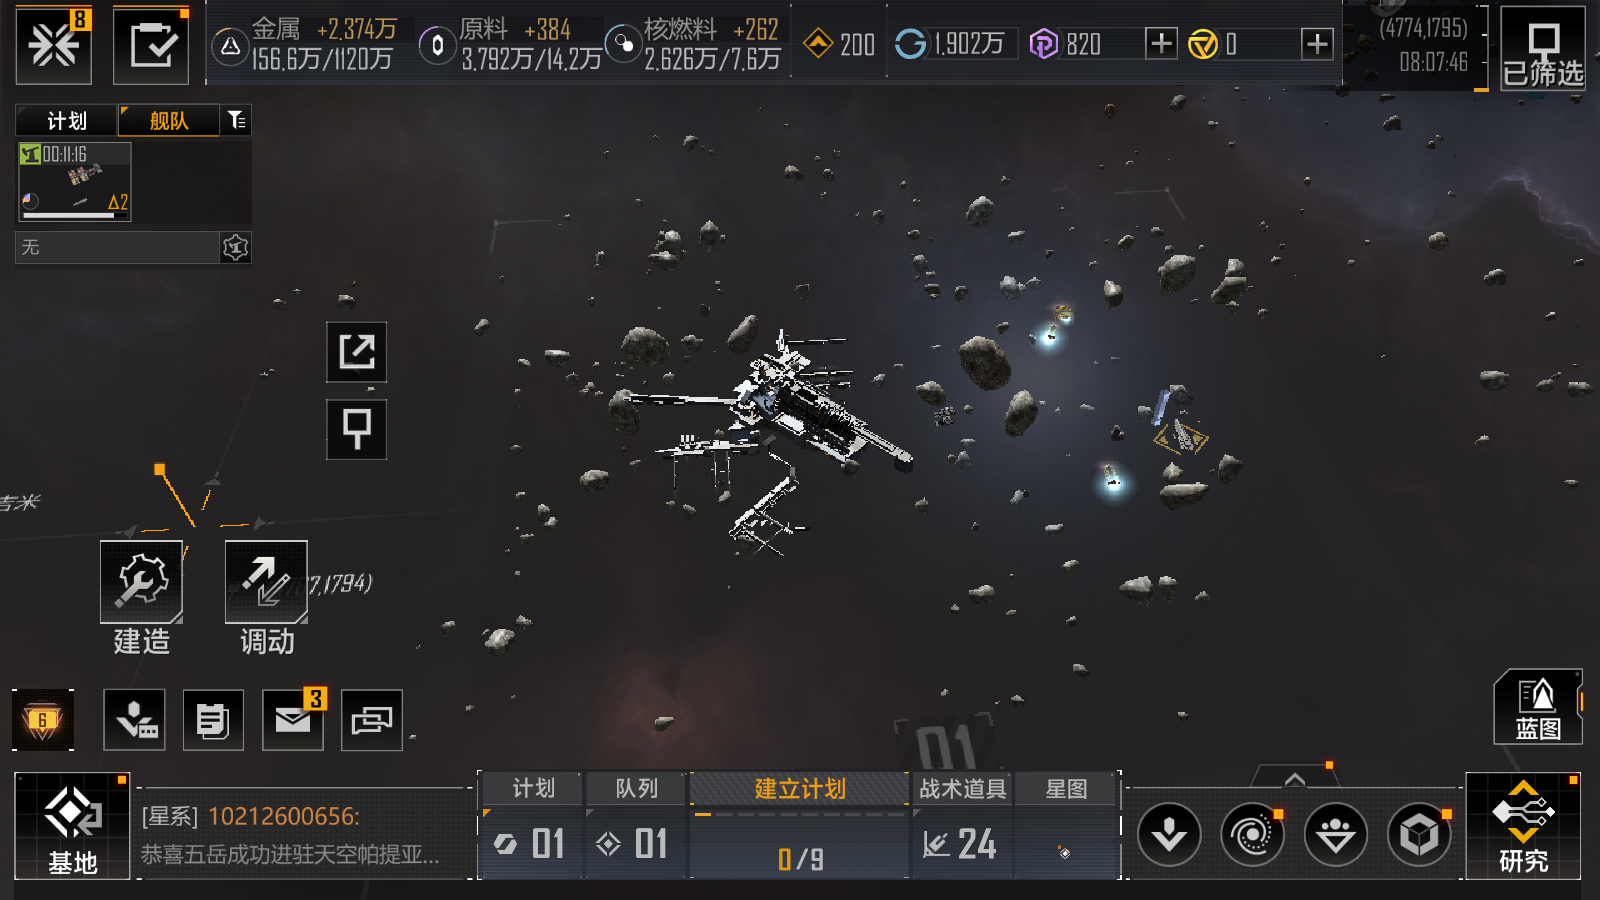 8
金属 +2.374万
156.6万/1120万
原料 +384
3.792万/14.2万
核燃料 +262
2.626万/7.6万
200
1.902万
820
0
(4774,1795)
08:07:46
已筛选
计划
舰队
00:11:16
2
无
吉米
建造
调动
67,1794)
6
3
蓝图
01
基地
[星系] 10212600656:
恭喜五岳成功进驻天空帕提亚...
计划
队列
建立计划
战术道具
星图
01
01
0/9
24
研究